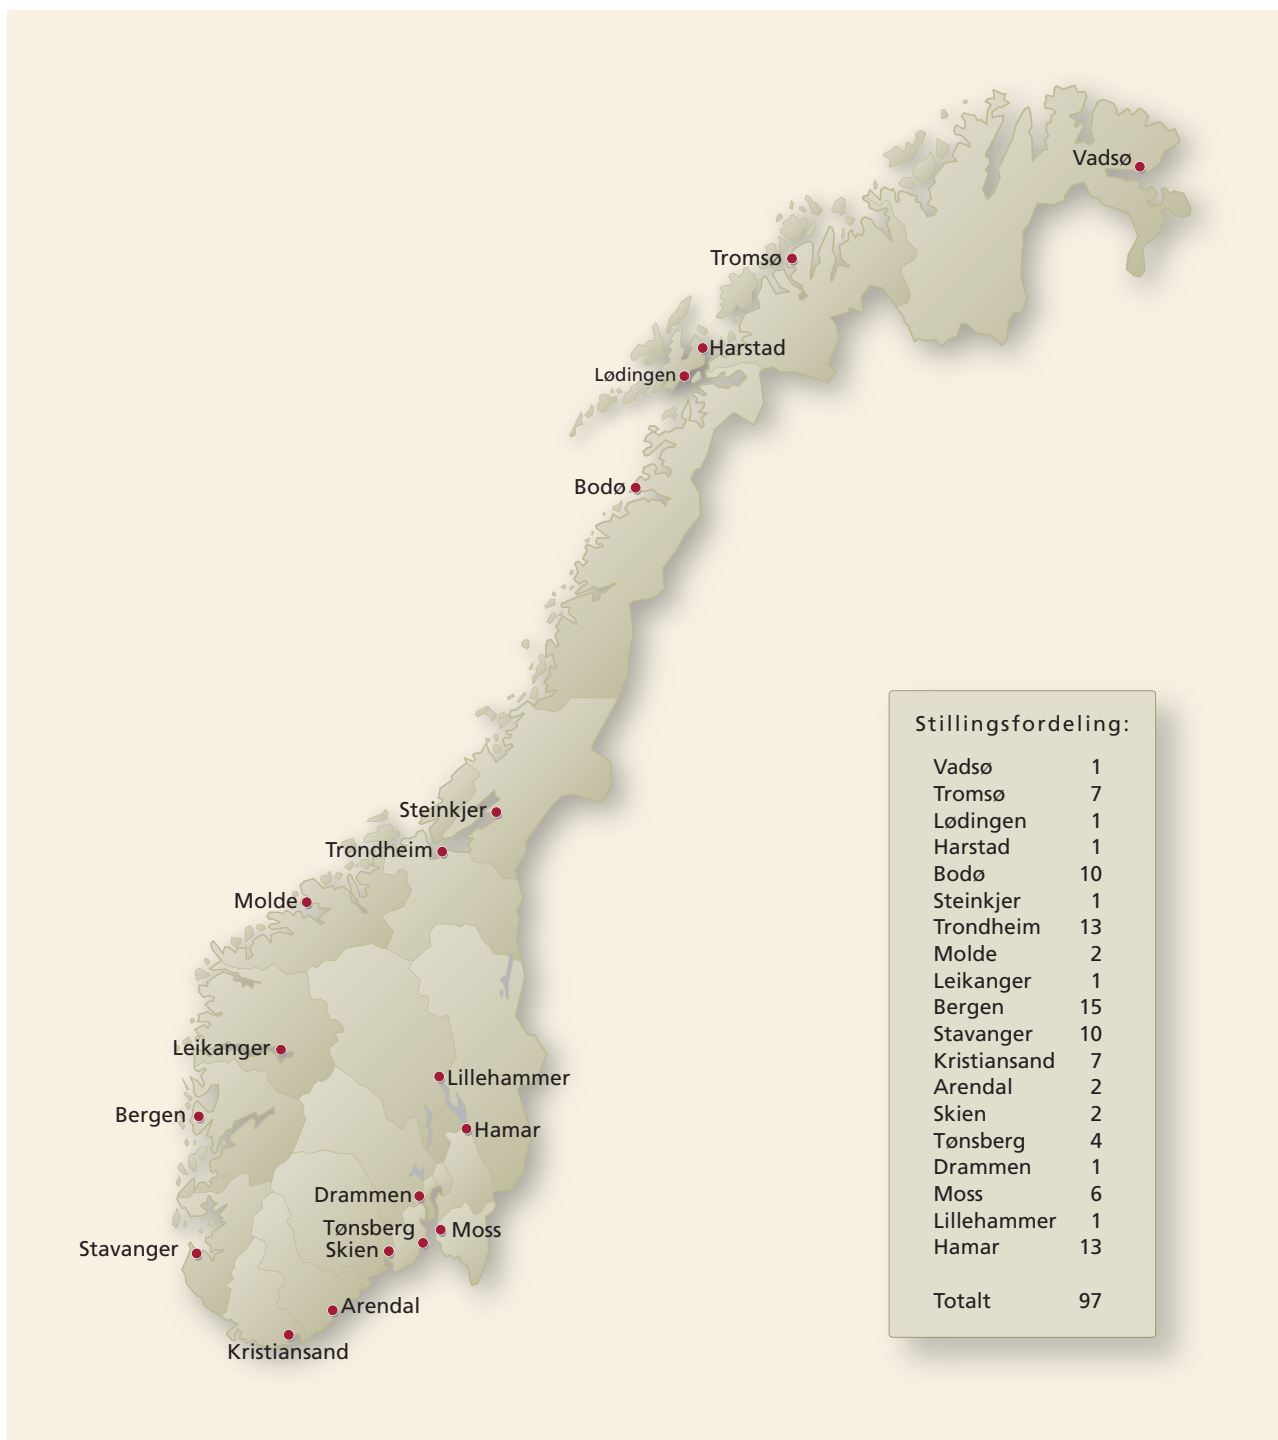 Vadsø
Tromsø
Harstad
Lødingen
Bodø
Steinkjer
Trondheim
Molde
Leikanger
Lillehammer
Bergen
Hamar
Drammen
Tønsberg
Moss
Skien
Stavanger
Arendal
Kristiansand
Stillingsfordeling:
Vadsø 1
Tromsø 7
Lødingen 1
Harstad 1
Bodø 10
Steinkjer 1
Trondheim 13
Molde 2
Leikanger 1
Bergen 15
Stavanger 10
Kristiansand 7
Arendal 2
Skien 2
Tønsberg 4
Drammen 1
Moss 6
Lillehammer 1
Hamar 13
Totalt 97